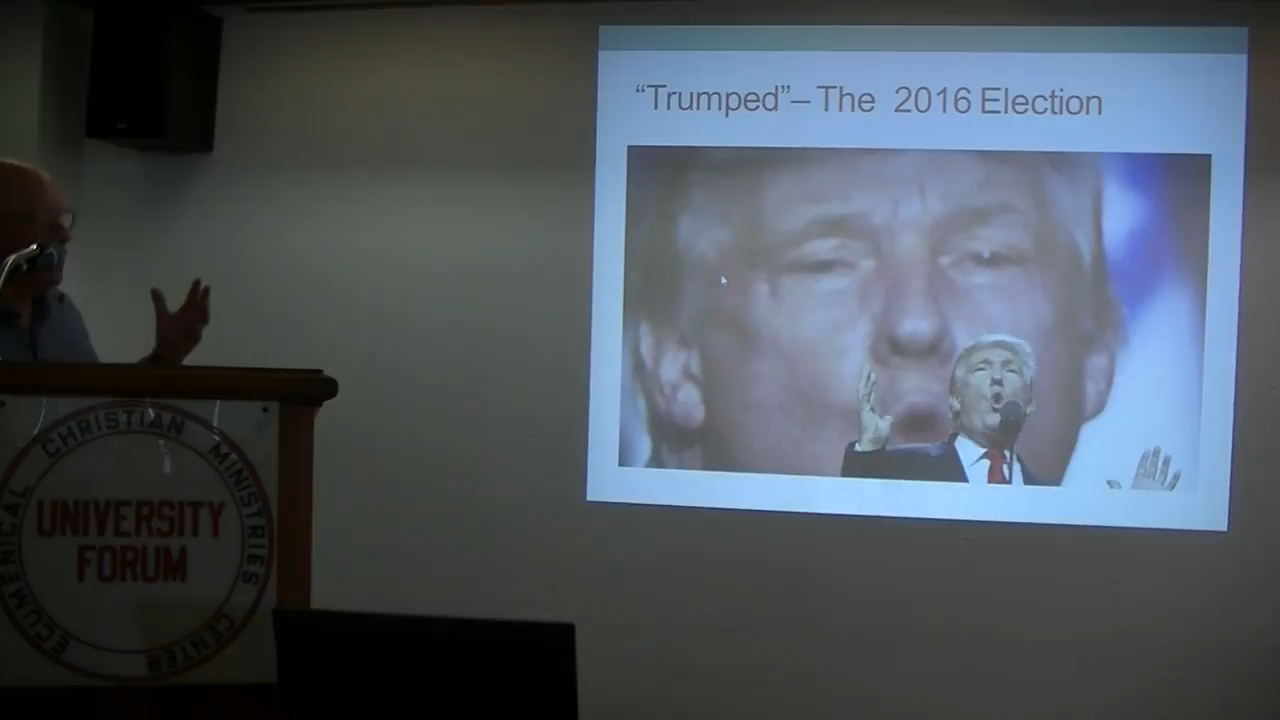 “Trumped”– The 2016 Election
ECUMENICAL CHRISTIAN MINISTRIES CENTER
UNIVERSITY
FORUM